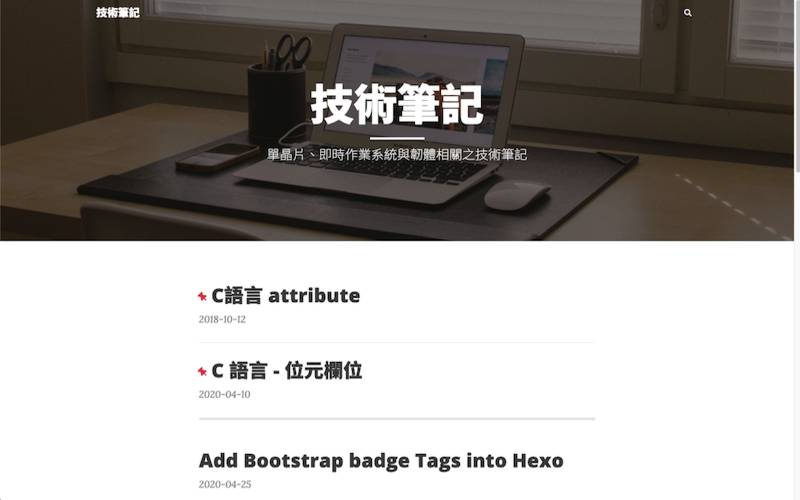 技術筆記
技術筆記
單晶片、即時作業系統與韌體相關之技術筆記
C語言 attribute
2018-10-12
C 語言 - 位元欄位
2020-04-10
Add Bootstrap badge Tags into Hexo
2020-04-25